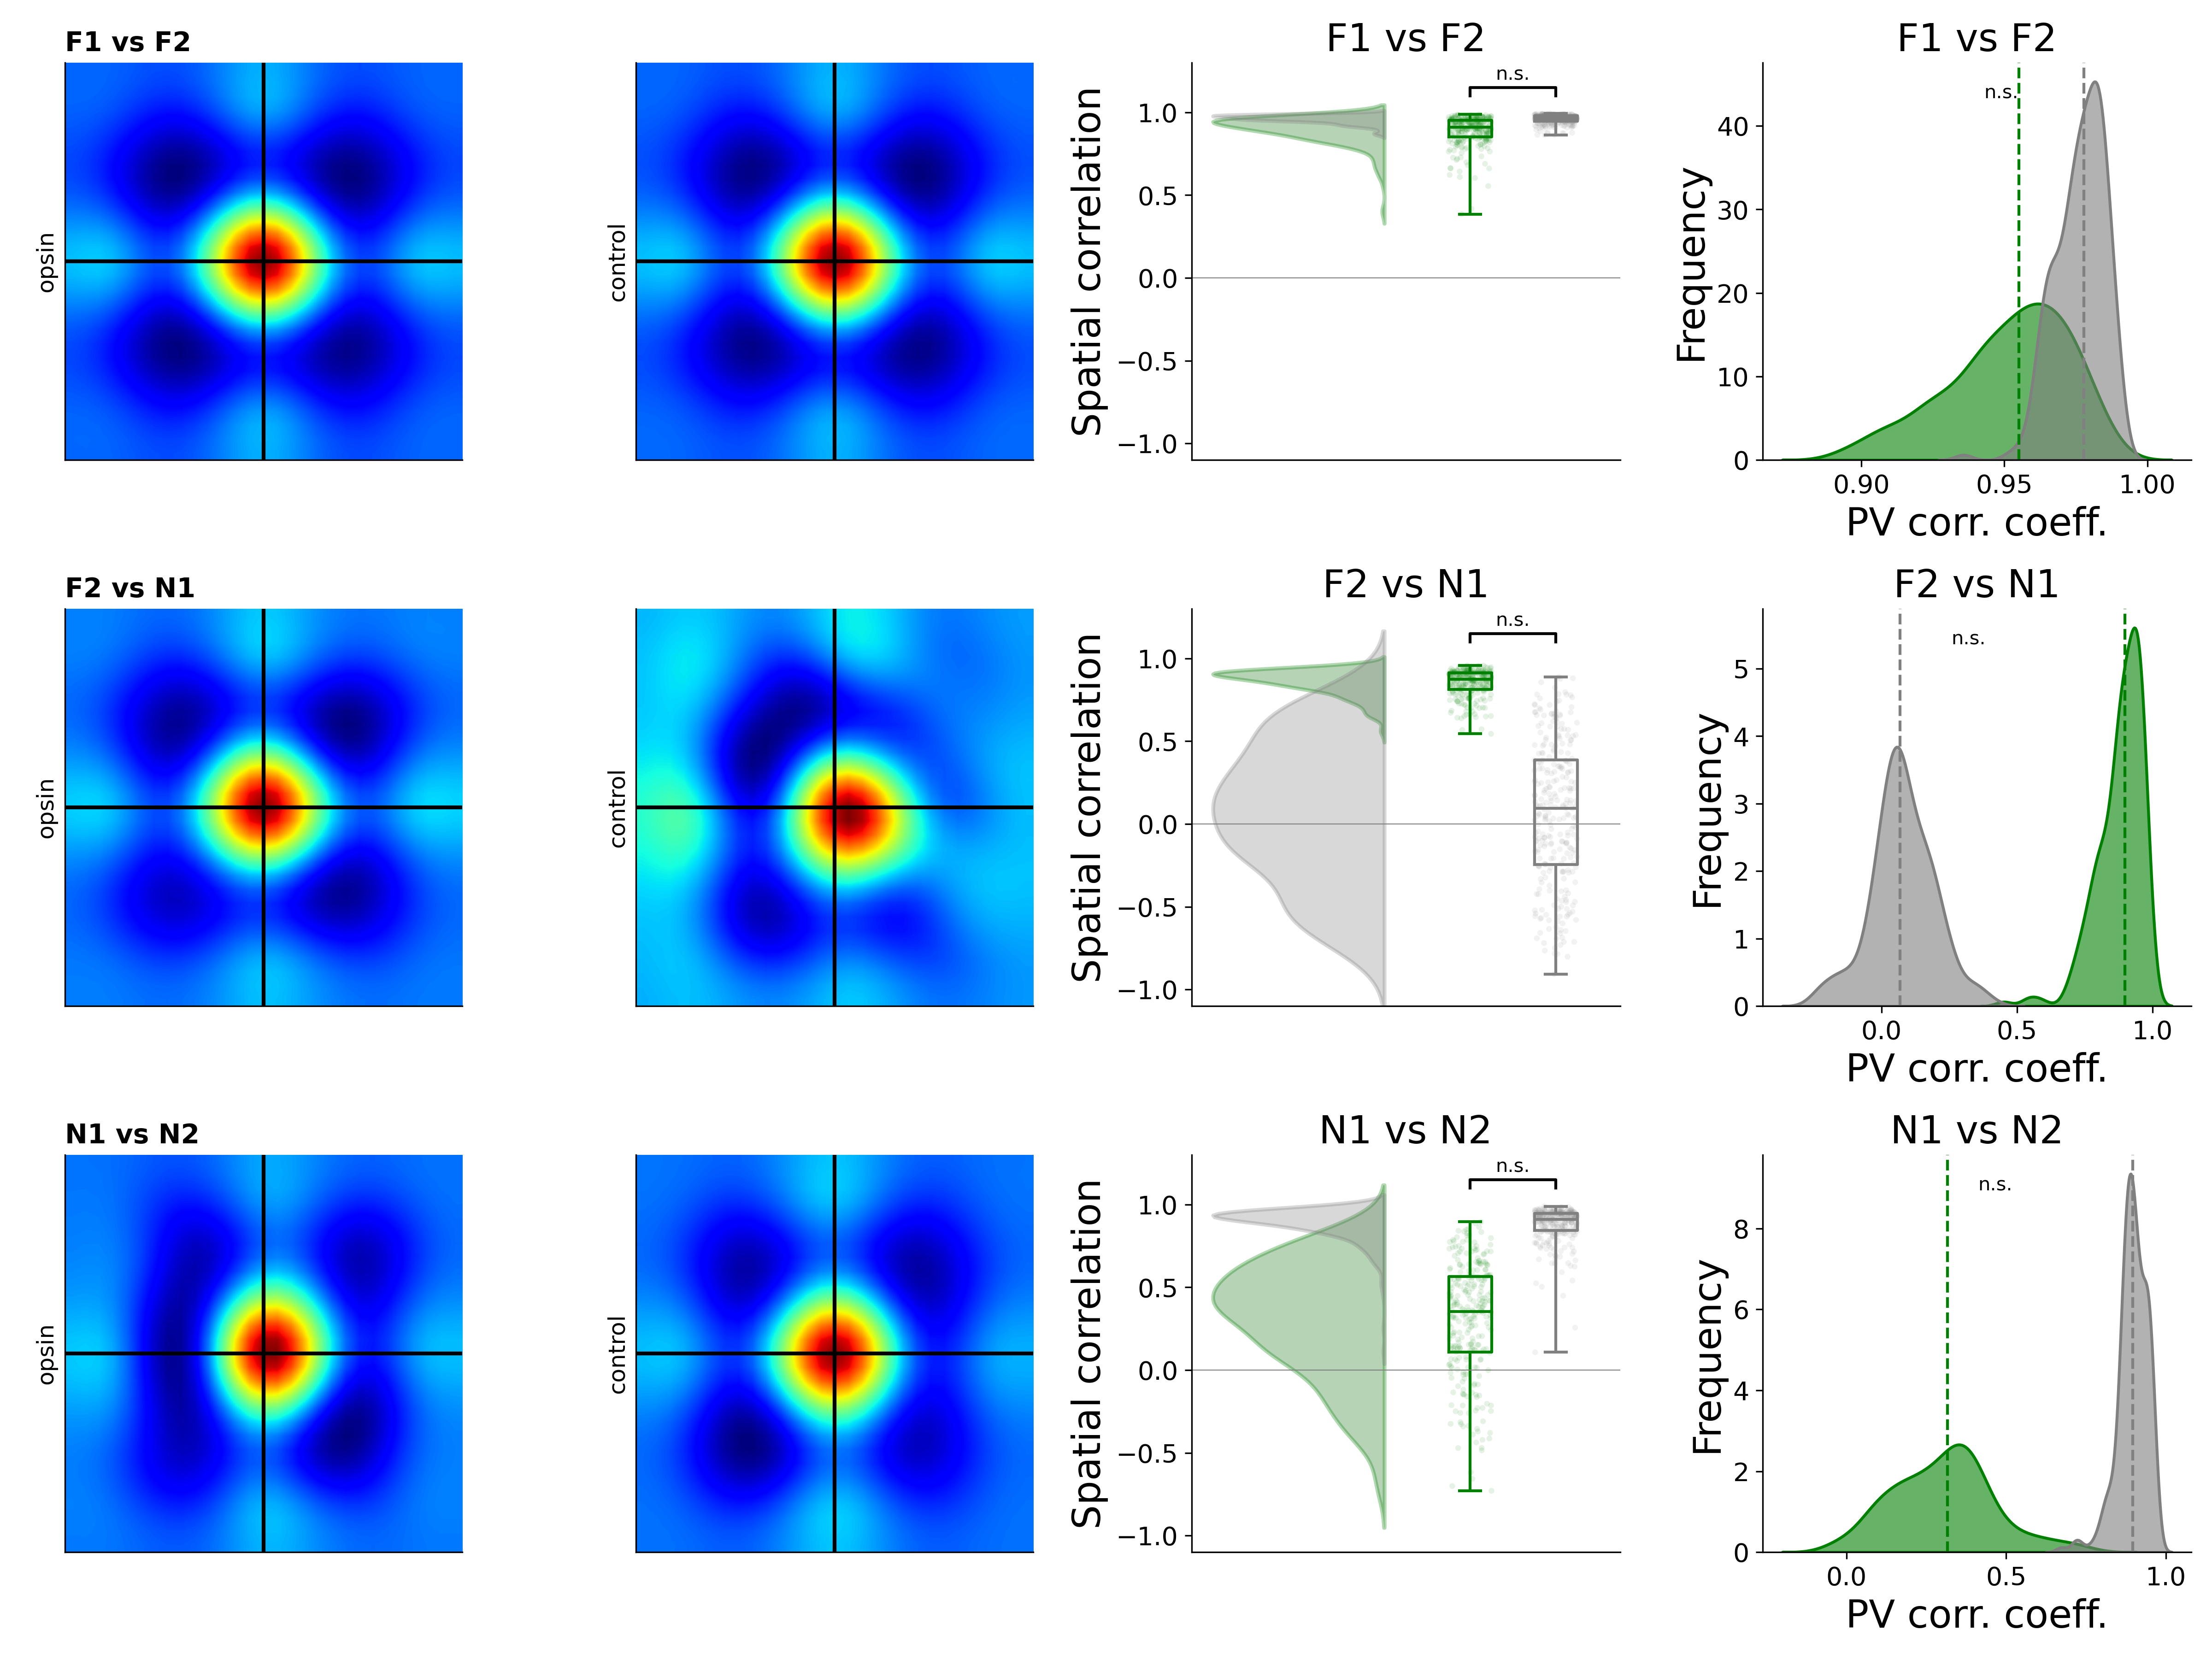 F1 vs F2
opsin
control
F1 vs F2
Spatial correlation
1.0
0.5
0.0
−0.5
−1.0
n.s.
F1 vs F2
Frequency
40
30
20
10
0
n.s.
0.90 0.95 1.00
PV corr. coeff.
F2 vs N1
opsin
control
F2 vs N1
Spatial correlation
1.0
0.5
0.0
−0.5
−1.0
n.s.
F2 vs N1
Frequency
5
4
3
2
1
0
n.s.
0.0 0.5 1.0
PV corr. coeff.
N1 vs N2
opsin
control
N1 vs N2
Spatial correlation
1.0
0.5
0.0
−0.5
−1.0
n.s.
N1 vs N2
Frequency
8
6
4
2
0
n.s.
0.0 0.5 1.0
PV corr. coeff.